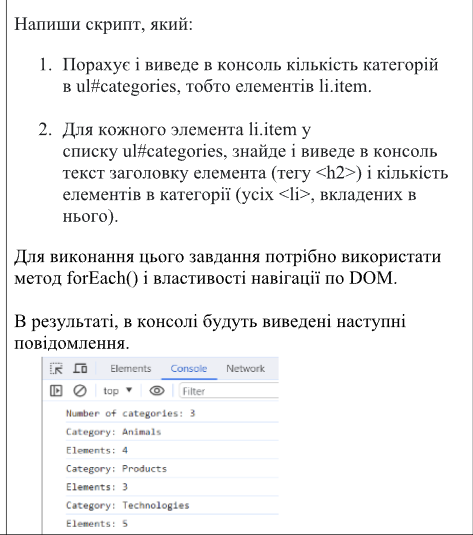 Напиши скрипт, який:
1. Порахує і виведе в консоль кількість категорій
в ul#categories, тобто елементів li.item.
2. Для кожного элемента li.item у
списку ul#categories, знайде і виведе в консоль
текст заголовку елемента (тегу <h2>) і кількість
елементів в категорії (усіх <li>, вкладених в
нього).
Для виконання цього завдання потрібно використати
метод forEach() і властивості навігації по DOM.
В результаті, в консолі будуть виведені наступні
повідомлення.
Elements Console Network
top ▼ Filter
Number of categories: 3
Category: Animals
Elements: 4
Category: Products
Elements: 3
Category: Technologies
Elements: 5